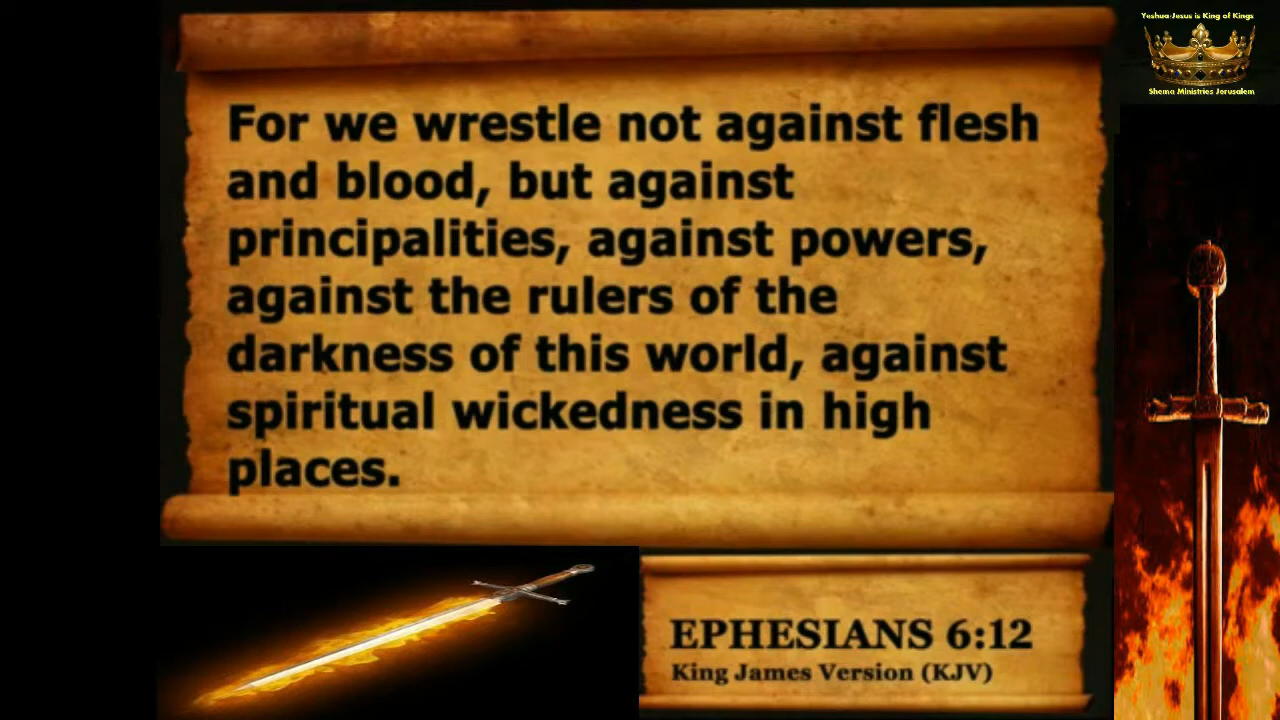 Yeshua-Jesus is King of Kings
Shema Ministries Jerusalem
For we wrestle not against flesh
and blood, but against
principalities, against powers,
against the rulers of the
darkness of this world, against
spiritual wickedness in high
places.
EPHESIANS 6:12
King James Version (KJV)